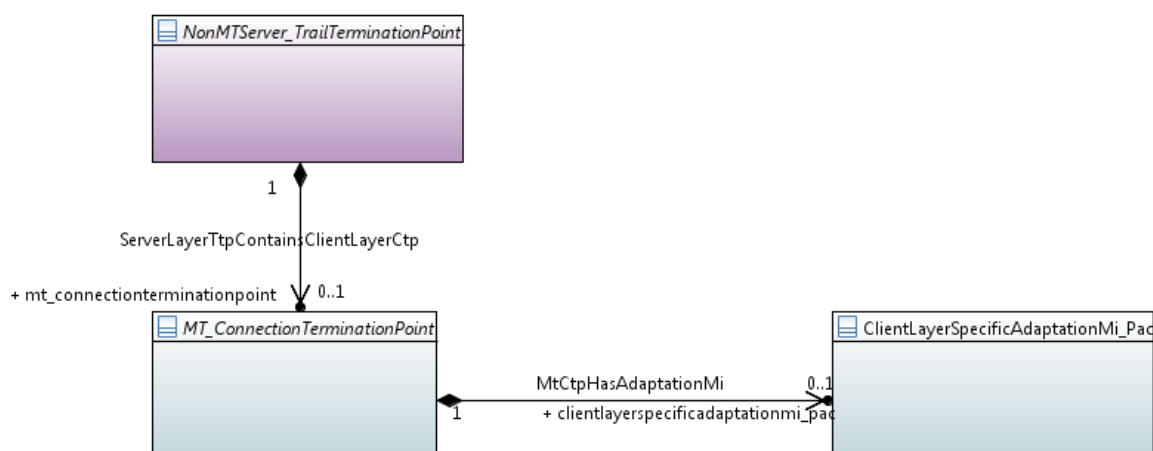 NonMTServer_TrailTerminationPoint
1
ServerLayerTtpContainsClientLayerCtp
+ mt_connectionterminationpoint
0..1
MT_ConnectionTerminationPoint
ClientLayerSpecificAdaptationMi_Pac
MtCtpHasAdaptationMi
0..1
1
+ clientlayerspecificadaptationmi_pac